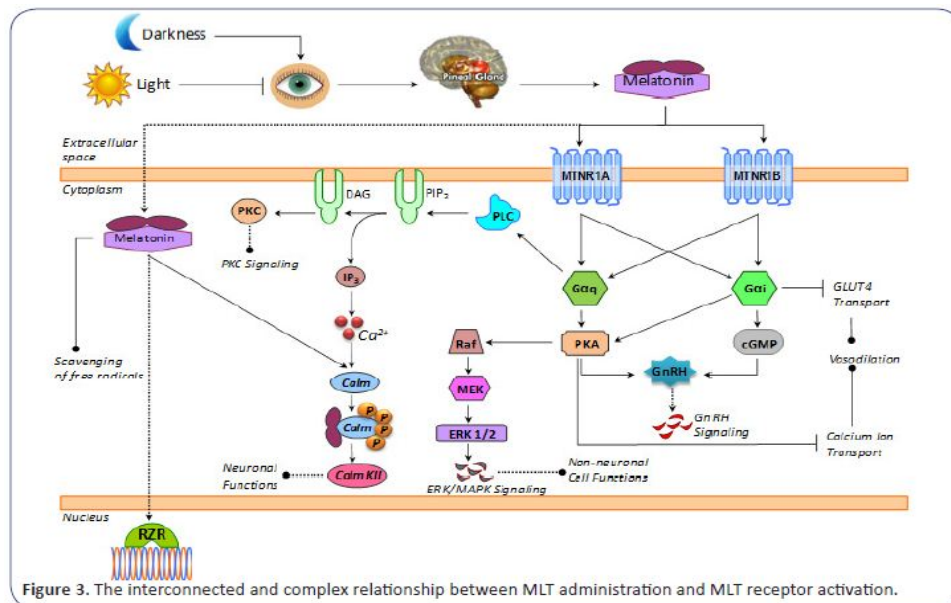 Darkness
Light
Pineal Gland
Melatonin
Extracellular
space
Cytoplasm
MTNR1A
MTNR1B
DAG
PIP₂
PKC
PLC
Melatonin
PKC Signaling
IP₃
Gαq
Gαi
GLUT4
Transport
Ca²⁺
Raf
PKA
cGMP
Vasodilation
Scavenging
of free radicals
Calm
MEK
GnRH
P
P
P
P
Calm
ERK 1/2
GnRH
Signaling
Calcium Ion
Transport
Neuronal
Functions
Calm KII
ERK/MAPK Signaling
Non-neuronal
Cell Functions
Nucleus
RZR
Figure 3. The interconnected and complex relationship between MLT administration and MLT receptor activation.